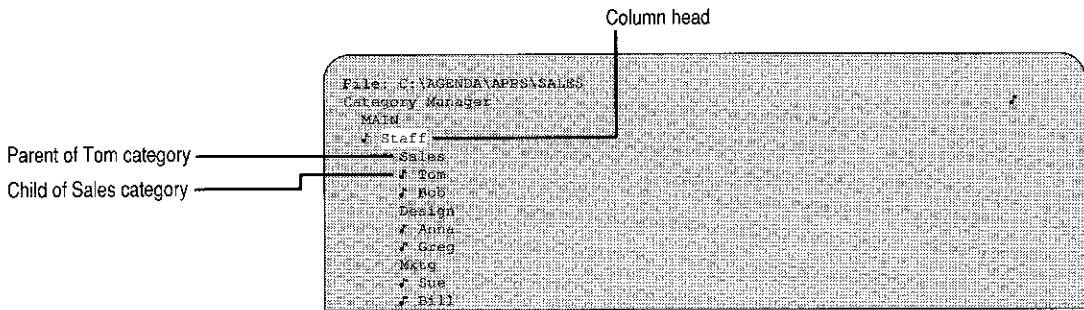 Column head
File: C:\AGENDA\APPS\SALES
Category Manager ♪
MAIN
♪ Staff
Parent of Tom category
Sales
Child of Sales category
♪ Tom
♪ Bob
Design
♪ Anna
♪ Greg
Mktg
♪ Sue
♪ Bill